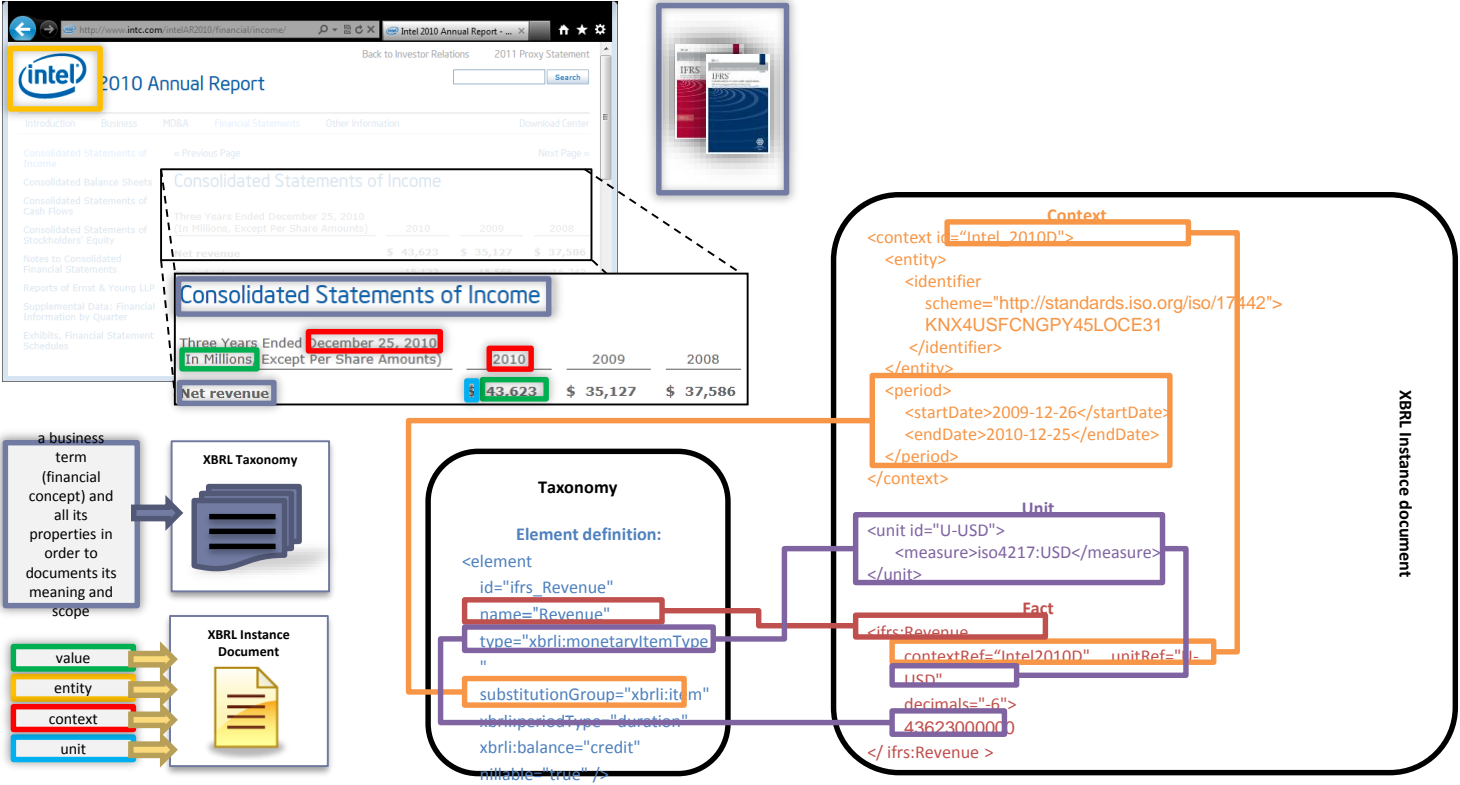 http://www.intc.com/intelAR2010/financial/income/
Intel 2010 Annual Report - ...
Back to Investor Relations 2011 Proxy Statement
Search
(intel)
2010 Annual Report
Introduction Business MD&A Financial Statements Other Information Download Center
Consolidated Statements of
Income
Consolidated Balance Sheets
Consolidated Statements of
Cash Flows
Consolidated Statements of
Stockholders' Equity
Notes to Consolidated
Financial Statements
Reports of Ernst & Young LLP
Supplemental Data: Financial
Information by Quarter
Exhibits, Financial Statement
Schedules
« Previous Page Next Page »
Consolidated Statements of Income
Three Years Ended December 25, 2010
(In Millions, Except Per Share Amounts) 2010 2009 2008
Net revenue $ 43,623 $ 35,127 $ 37,586
Consolidated Statements of Income
Three Years Ended December 25, 2010
(In Millions, Except Per Share Amounts) 2010 2009 2008
Net revenue $ 43,623 $ 35,127 $ 37,586
IFRS
IFRS
a business
term
(financial
concept) and
all its
properties in
order to
documents its
meaning and
scope
XBRL Taxonomy
value
entity
context
unit
XBRL Instance
Document
Taxonomy
Element definition:
<element
id="ifrs_Revenue"
name="Revenue"
type="xbrli:monetaryItemType
"
substitutionGroup="xbrli:item"
xbrli:periodType="duration"
xbrli:balance="credit"
nillable="true" />
Context
<context id=“Intel_2010D">
<entity>
<identifier
scheme="http://standards.iso.org/iso/17442">
KNX4USFCNGPY45LOCE31
</identifier>
</entity>
<period>
<startDate>2009-12-26</startDate>
<endDate>2010-12-25</endDate>
</period>
</context>
Unit
<unit id="U-USD">
<measure>iso4217:USD</measure>
</unit>
Fact
<ifrs:Revenue
contextRef=“Intel2010D" unitRef="U-
USD"
decimals="-6">
43623000000
</ ifrs:Revenue >
XBRL Instance document